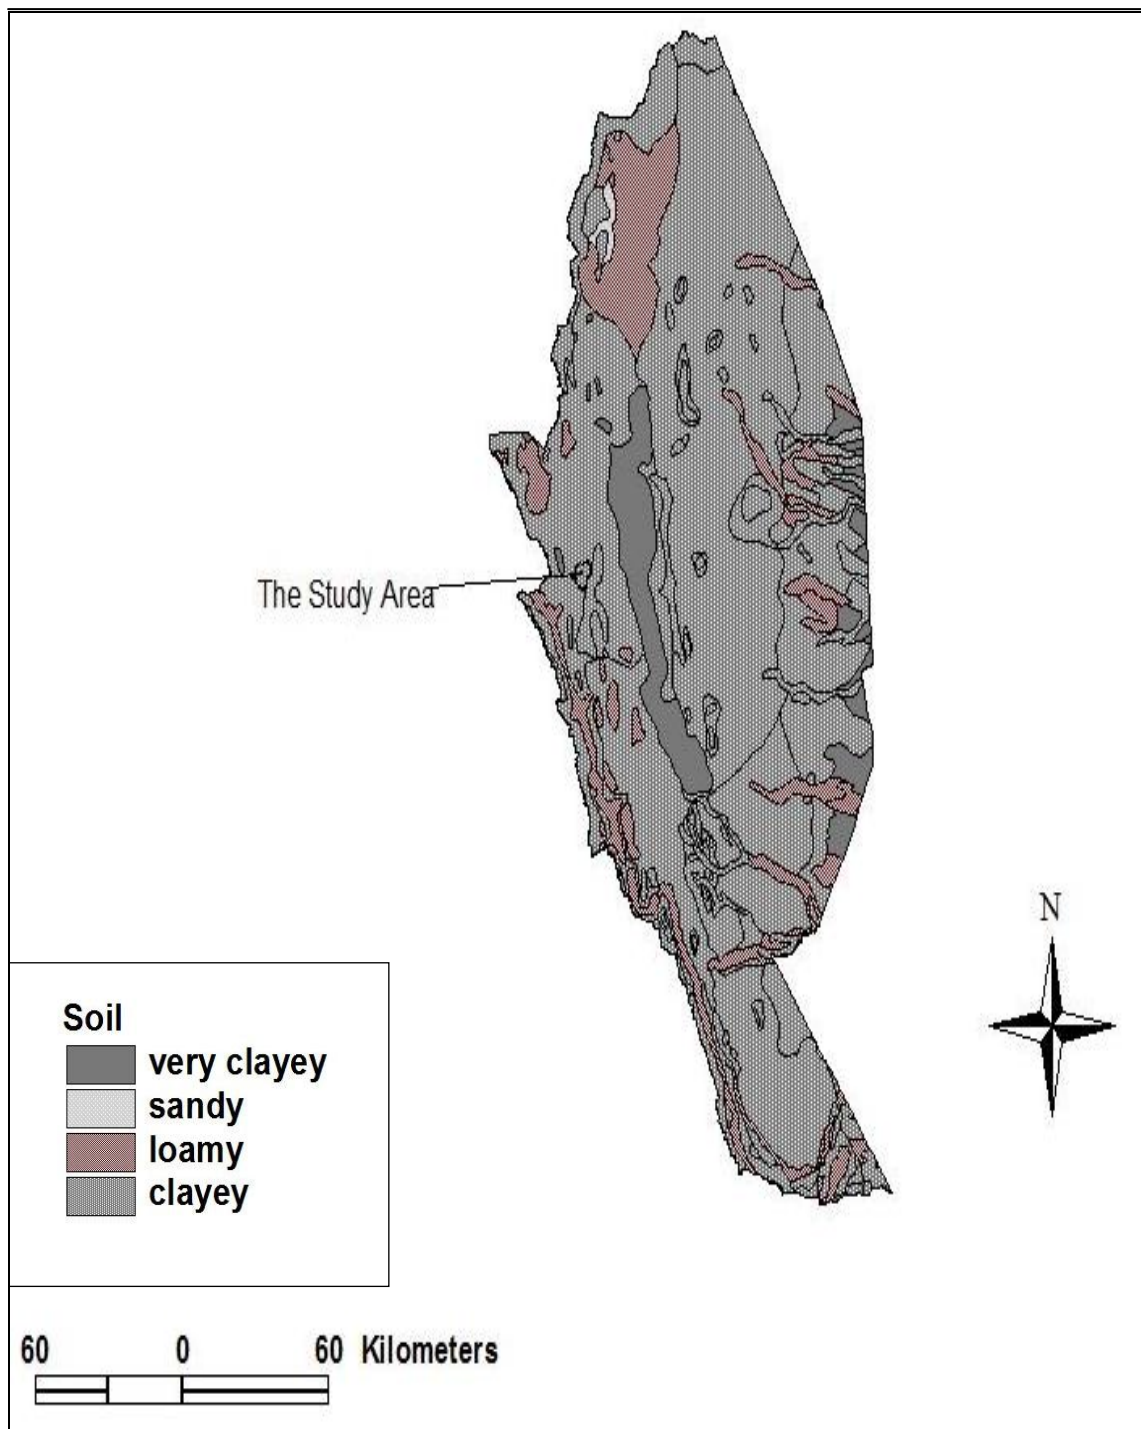 The Study Area
N
Soil
very clayey
sandy
loamy
clayey
60 0 60 Kilometers